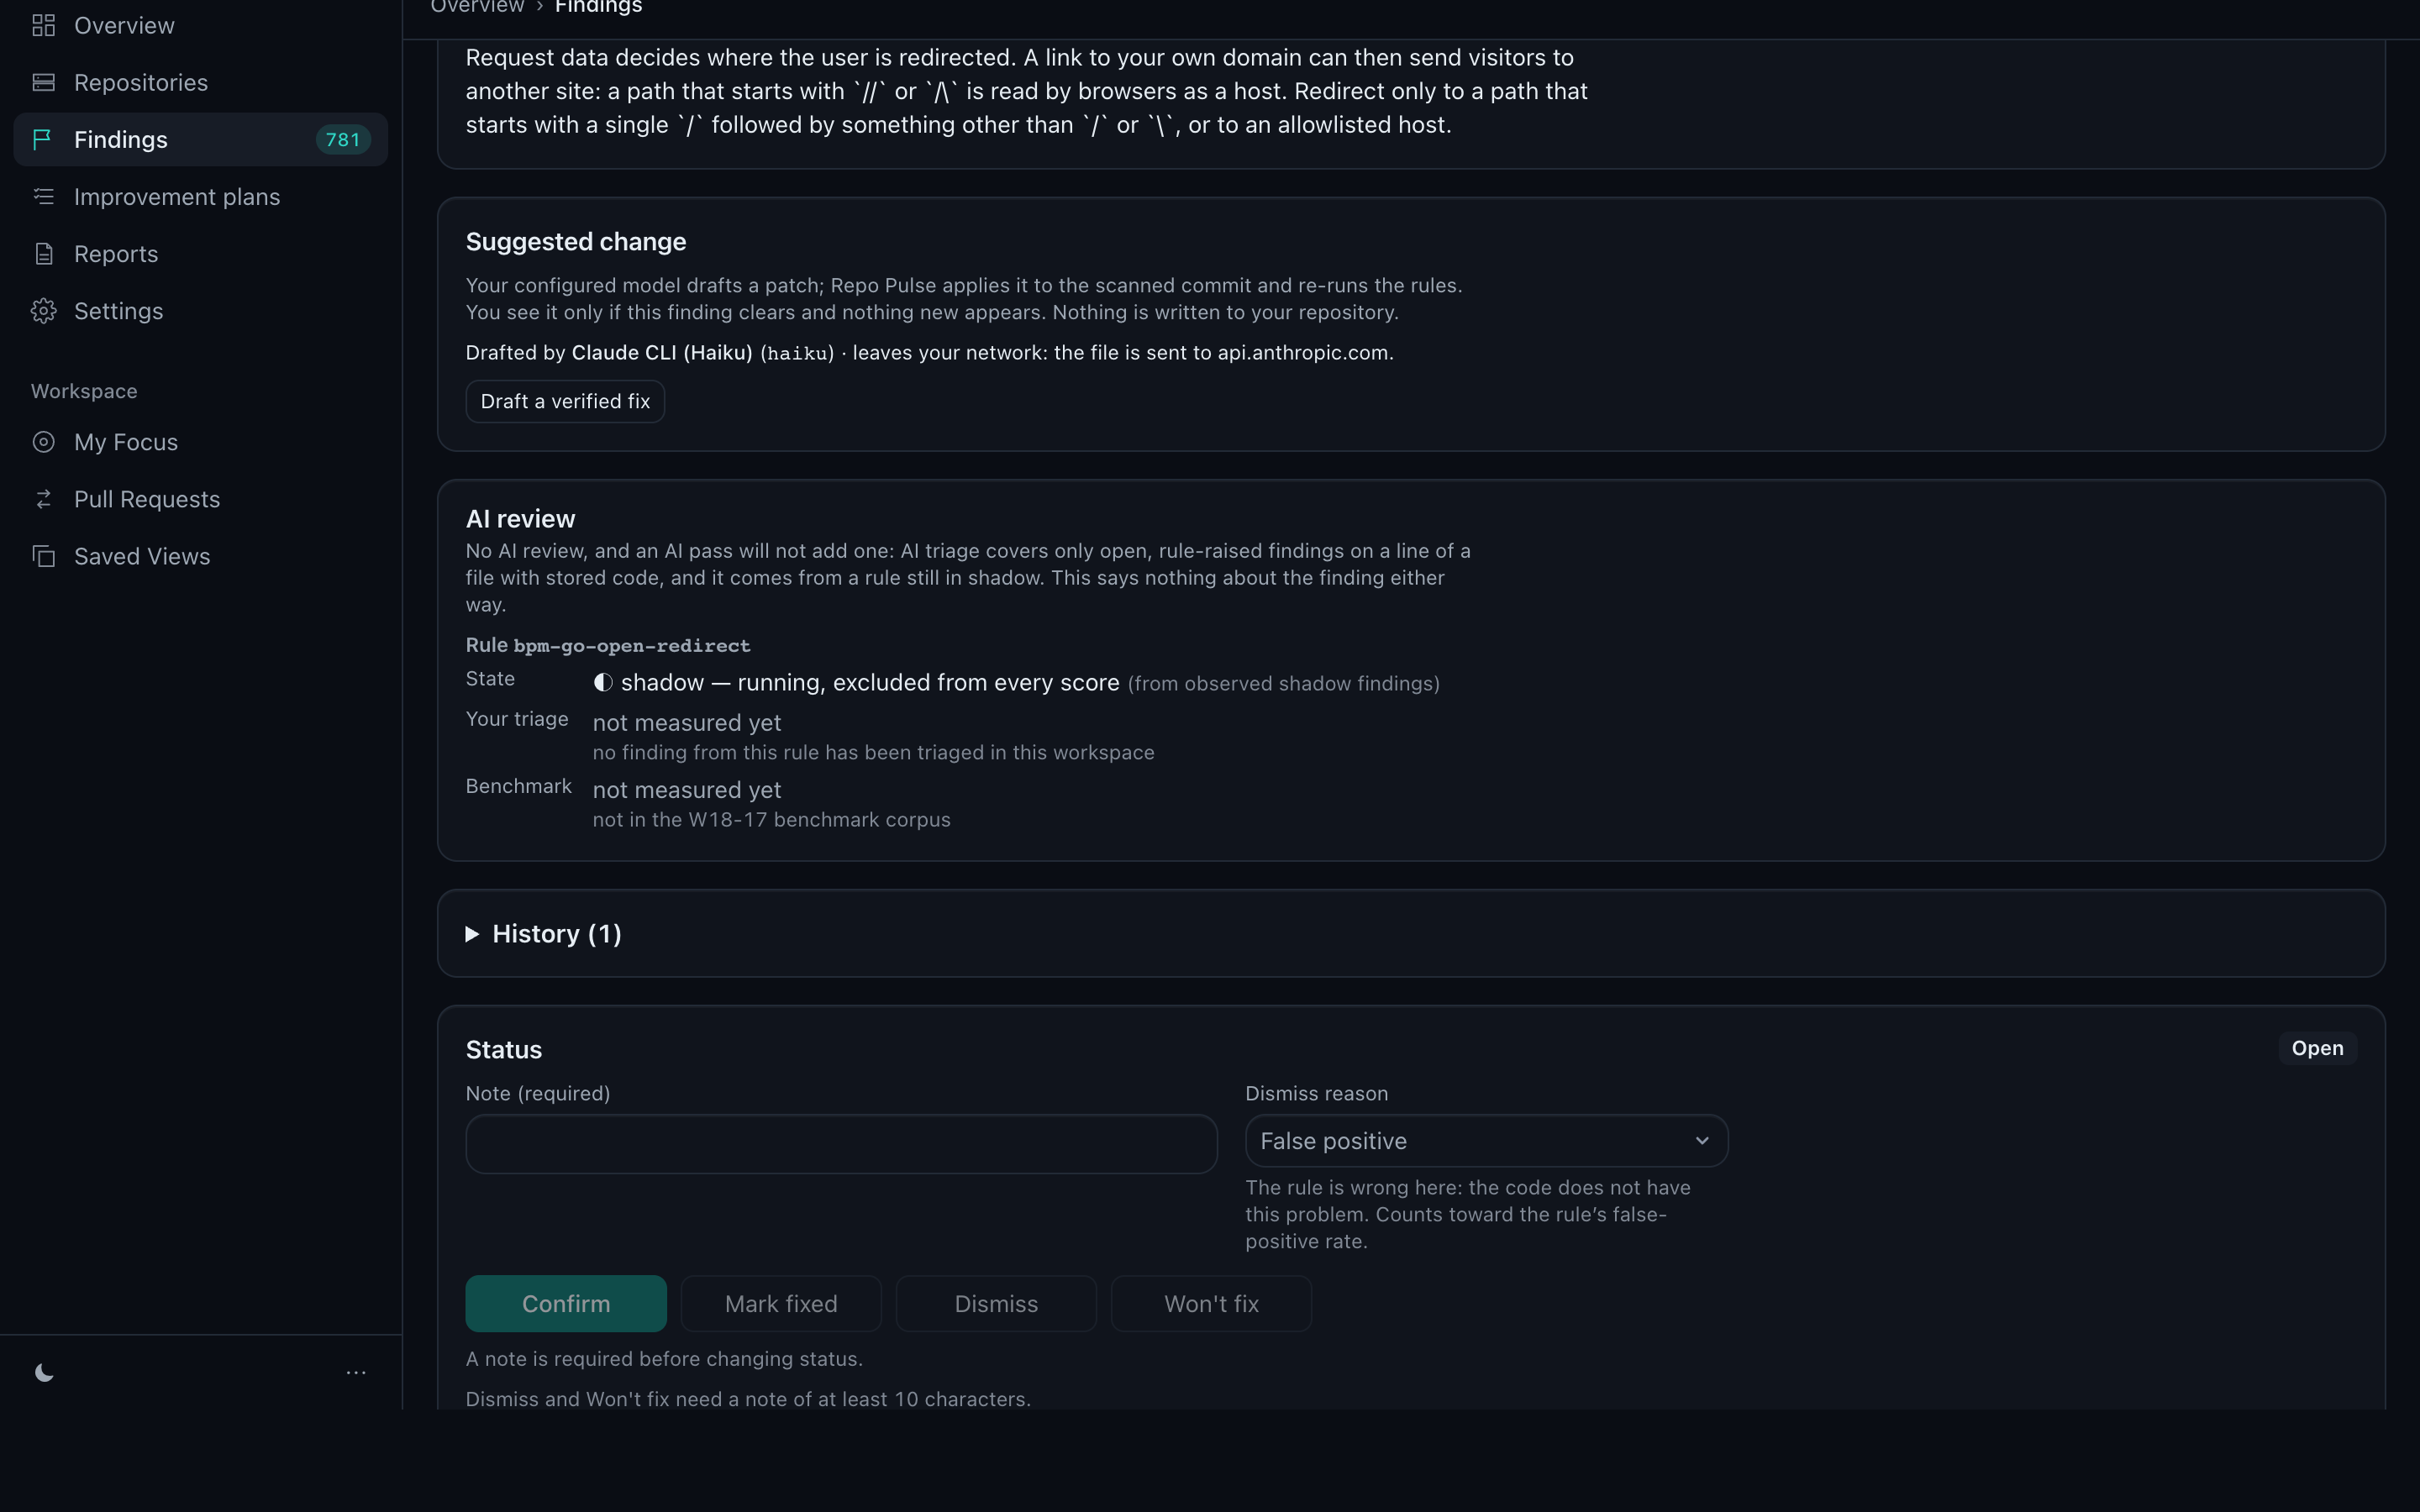 Overview
Repositories
Findings 781
Improvement plans
Reports
Settings
Workspace
My Focus
Pull Requests
Saved Views
...
Overview › Findings
Request data decides where the user is redirected. A link to your own domain can then send visitors to
another site: a path that starts with `//` or `/\` is read by browsers as a host. Redirect only to a path that
starts with a single `/` followed by something other than `/` or `\`, or to an allowlisted host.
Suggested change
Your configured model drafts a patch; Repo Pulse applies it to the scanned commit and re-runs the rules.
You see it only if this finding clears and nothing new appears. Nothing is written to your repository.
Drafted by Claude CLI (Haiku) (haiku) · leaves your network: the file is sent to api.anthropic.com.
Draft a verified fix
AI review
No AI review, and an AI pass will not add one: AI triage covers only open, rule-raised findings on a line of a
file with stored code, and it comes from a rule still in shadow. This says nothing about the finding either
way.
Rule bpm-go-open-redirect
State ◐ shadow — running, excluded from every score (from observed shadow findings)
Your triage not measured yet
no finding from this rule has been triaged in this workspace
Benchmark not measured yet
not in the W18-17 benchmark corpus
▶ History (1)
Status Open
Note (required) Dismiss reason
False positive
The rule is wrong here: the code does not have
this problem. Counts toward the rule’s false-
positive rate.
Confirm Mark fixed Dismiss Won't fix
A note is required before changing status.
Dismiss and Won't fix need a note of at least 10 characters.